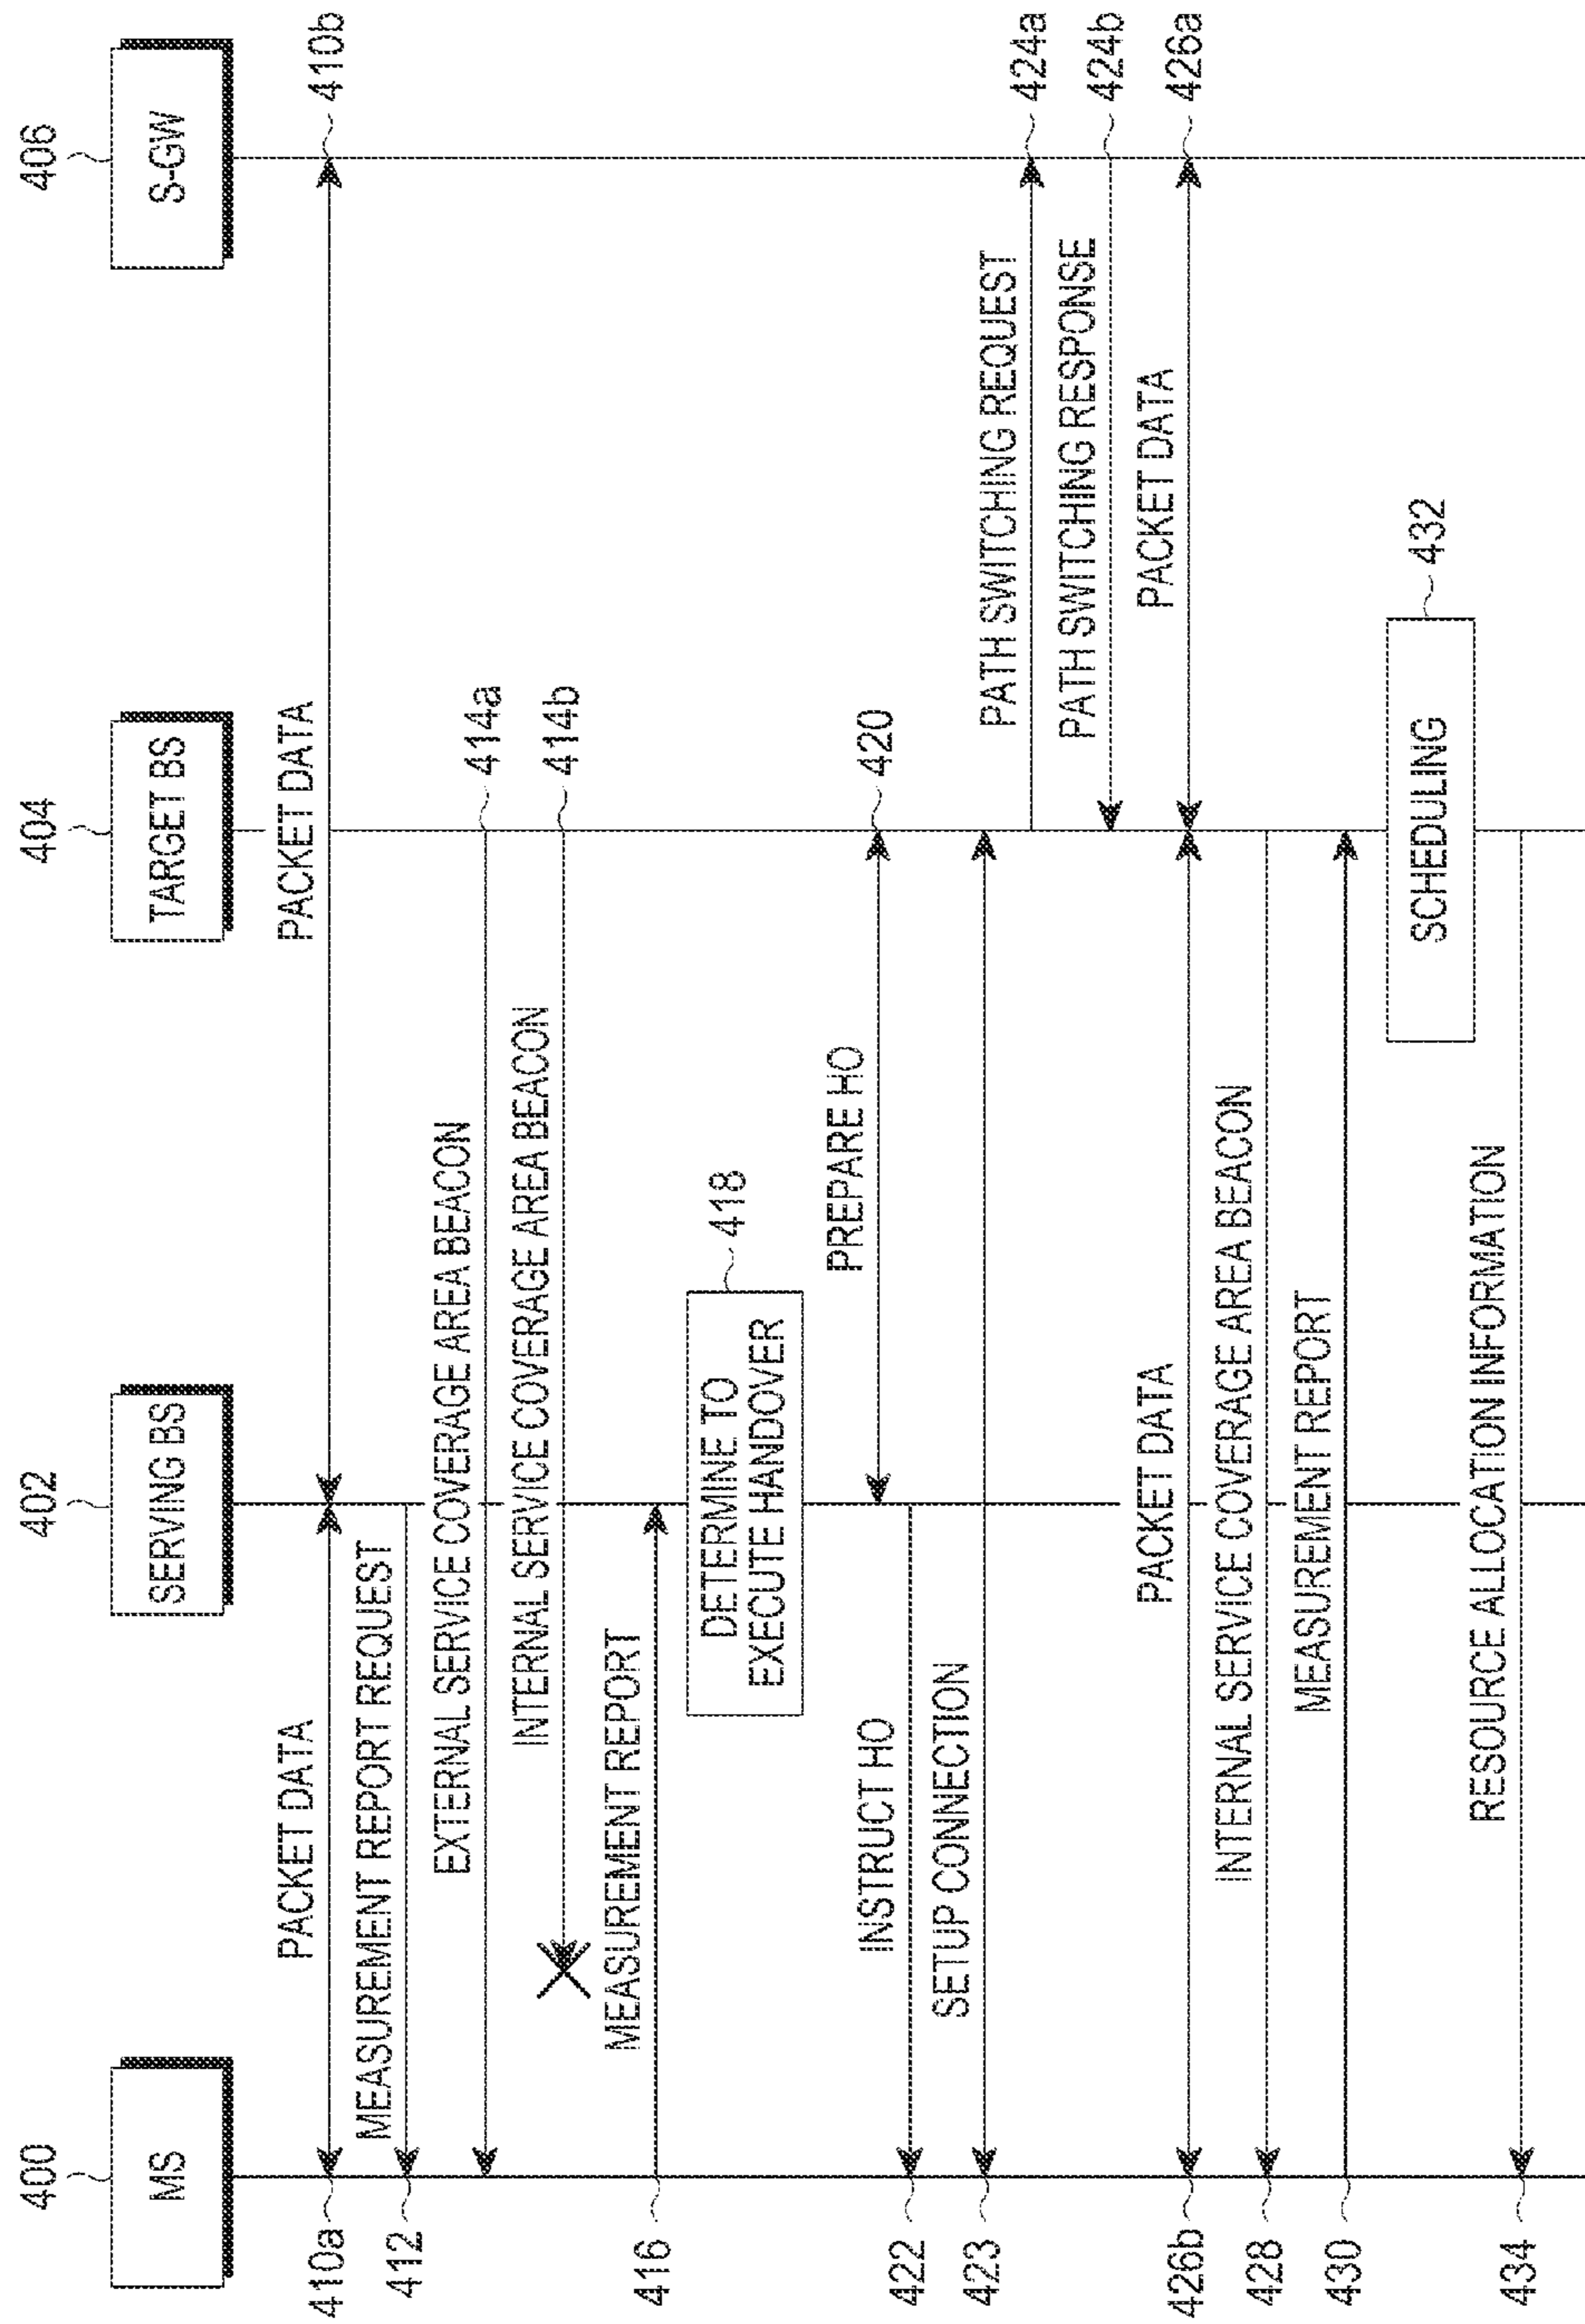 400
402
404
406
MS
SERVING BS
TARGET BS
S-GW
410a
PACKET DATA
PACKET DATA
410b
412
MEASUREMENT REPORT REQUEST
EXTERNAL SERVICE COVERAGE AREA BEACON
414a
INTERNAL SERVICE COVERAGE AREA BEACON
414b
416
MEASUREMENT REPORT
DETERMINE TO
EXECUTE HANDOVER
418
PREPARE HO
420
422
INSTRUCT HO
423
SETUP CONNECTION
PATH SWITCHING REQUEST
424a
PATH SWITCHING RESPONSE
424b
426b
PACKET DATA
PACKET DATA
426a
428
INTERNAL SERVICE COVERAGE AREA BEACON
430
MEASUREMENT REPORT
SCHEDULING
432
434
RESOURCE ALLOCATION INFORMATION